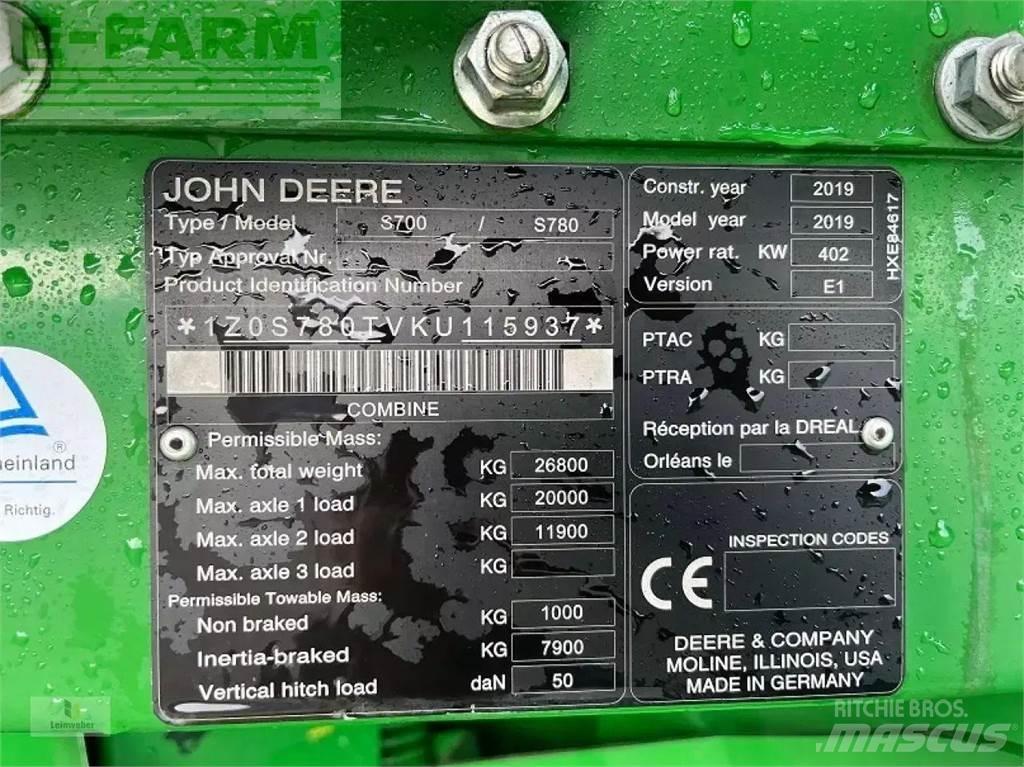 E-FARM
JOHN DEERE
Type / Model S700 / S780
Typ Approval Nr.
Product Identification Number
*1Z0S780TVKU115937*
COMBINE
Permissible Mass:
Max. total weight KG 26800
Max. axle 1 load KG 20000
Max. axle 2 load KG 11900
Max. axle 3 load KG
Permissible Towable Mass:
Non braked KG 1000
Inertia-braked KG 7900
Vertical hitch load daN 50
Constr. year 2019
Model year 2019
Power rat. KW 402
Version E1
HXE84617
PTAC KG
PTRA KG
Réception par la DREAL
Orléans le
INSPECTION CODES
CE
DEERE & COMPANY
MOLINE, ILLINOIS, USA
MADE IN GERMANY
®
einland
Richtig.
Leinweber
RITCHIE BROS.
MASCUS